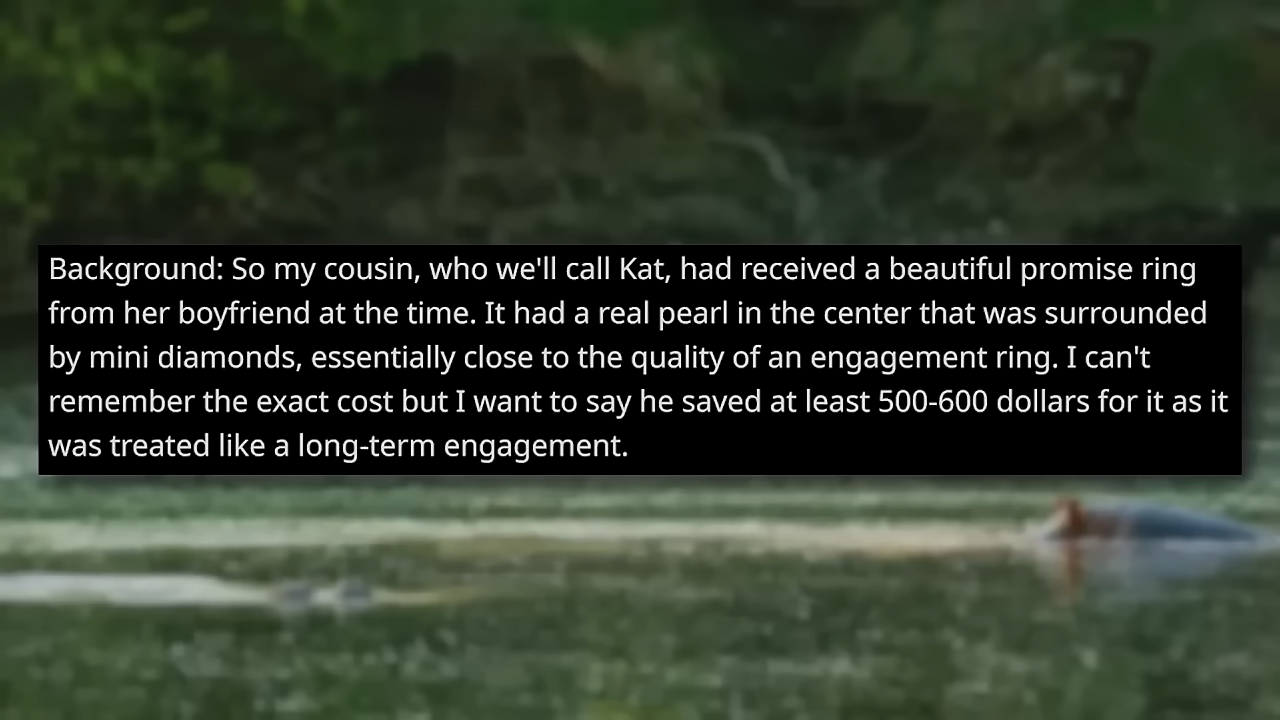 Background: So my cousin, who we'll call Kat, had received a beautiful promise ring
from her boyfriend at the time. It had a real pearl in the center that was surrounded
by mini diamonds, essentially close to the quality of an engagement ring. I can't
remember the exact cost but I want to say he saved at least 500-600 dollars for it as it
was treated like a long-term engagement.